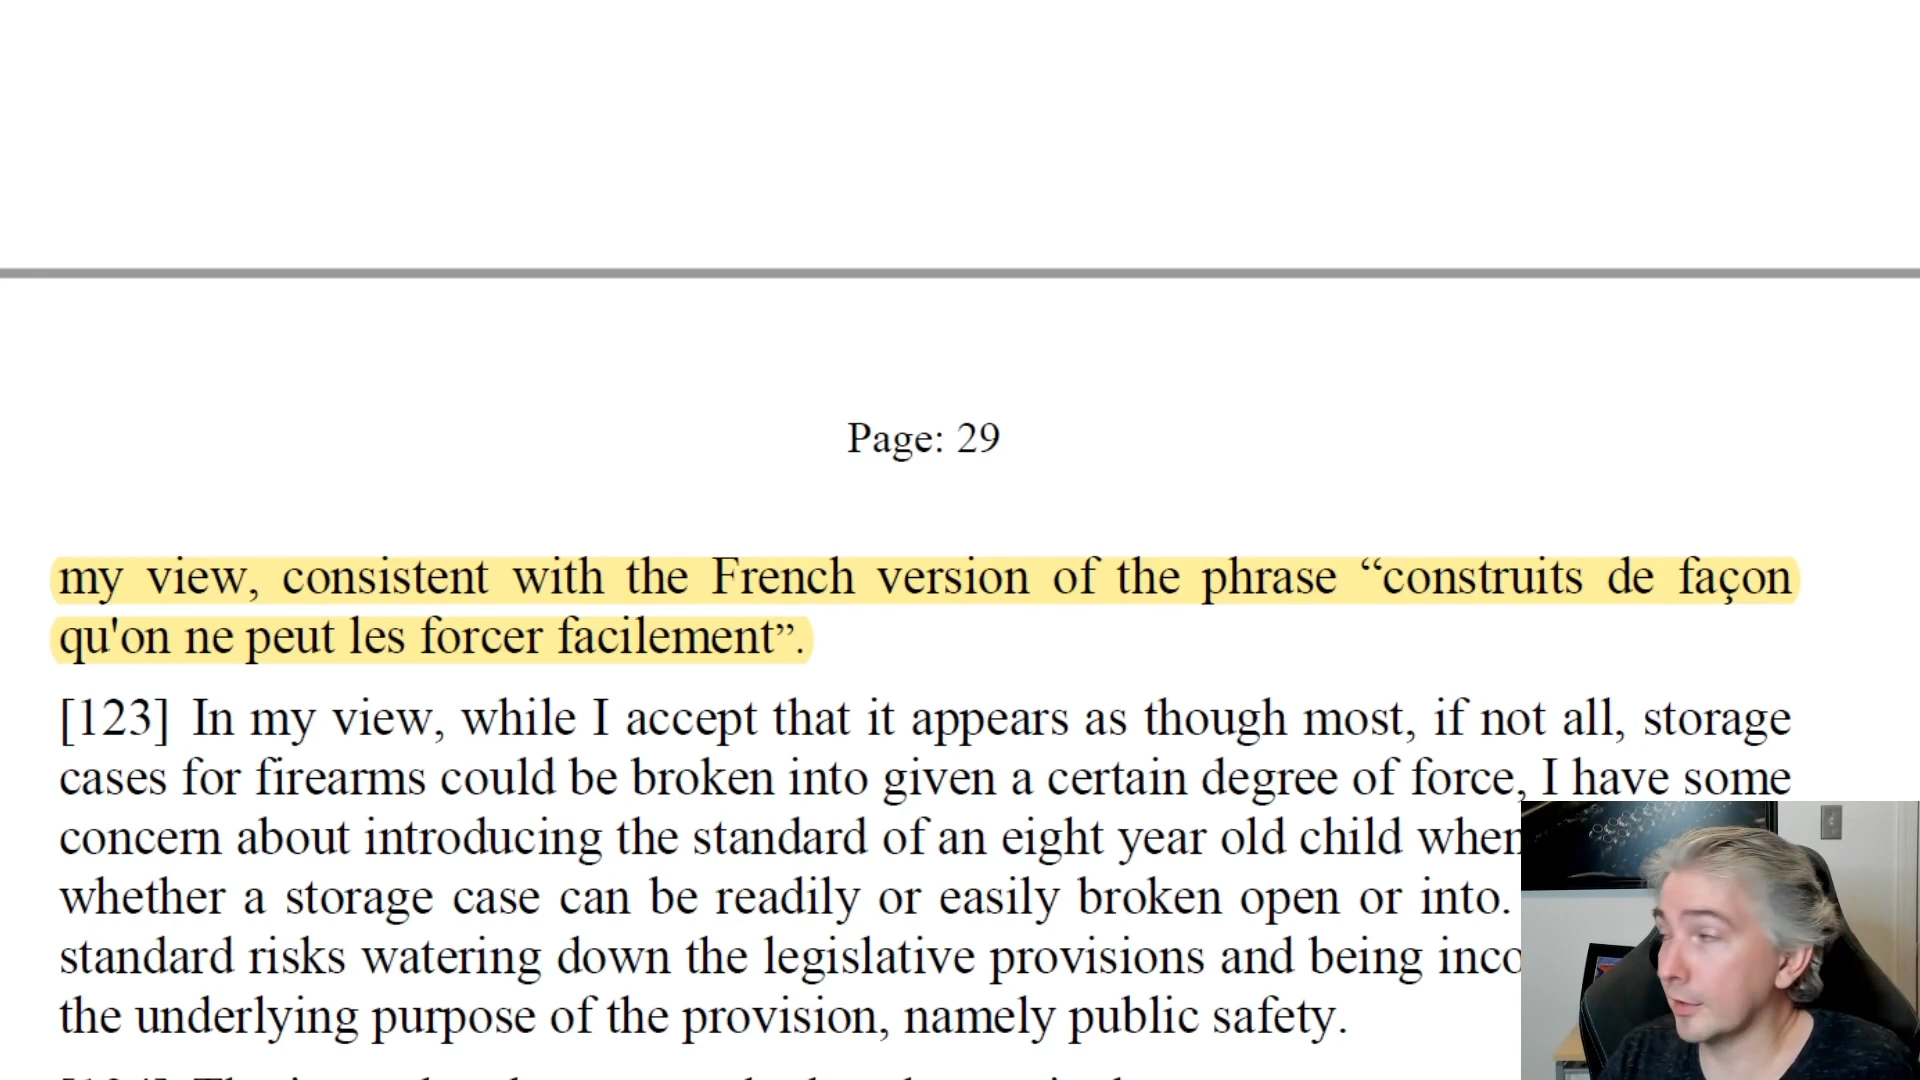 Page: 29
my view, consistent with the French version of the phrase “construits de façon
qu'on ne peut les forcer facilement”.
[123] In my view, while I accept that it appears as though most, if not all, storage
cases for firearms could be broken into given a certain degree of force, I have some
concern about introducing the standard of an eight year old child when
whether a storage case can be readily or easily broken open or into.
standard risks watering down the legislative provisions and being inco
the underlying purpose of the provision, namely public safety.